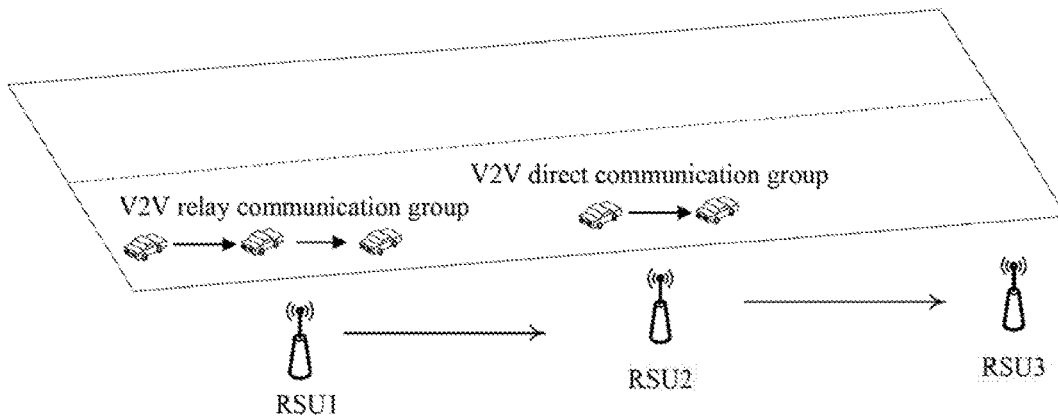 V2V direct communication group
V2V relay communication group
RSU1
RSU2
RSU3